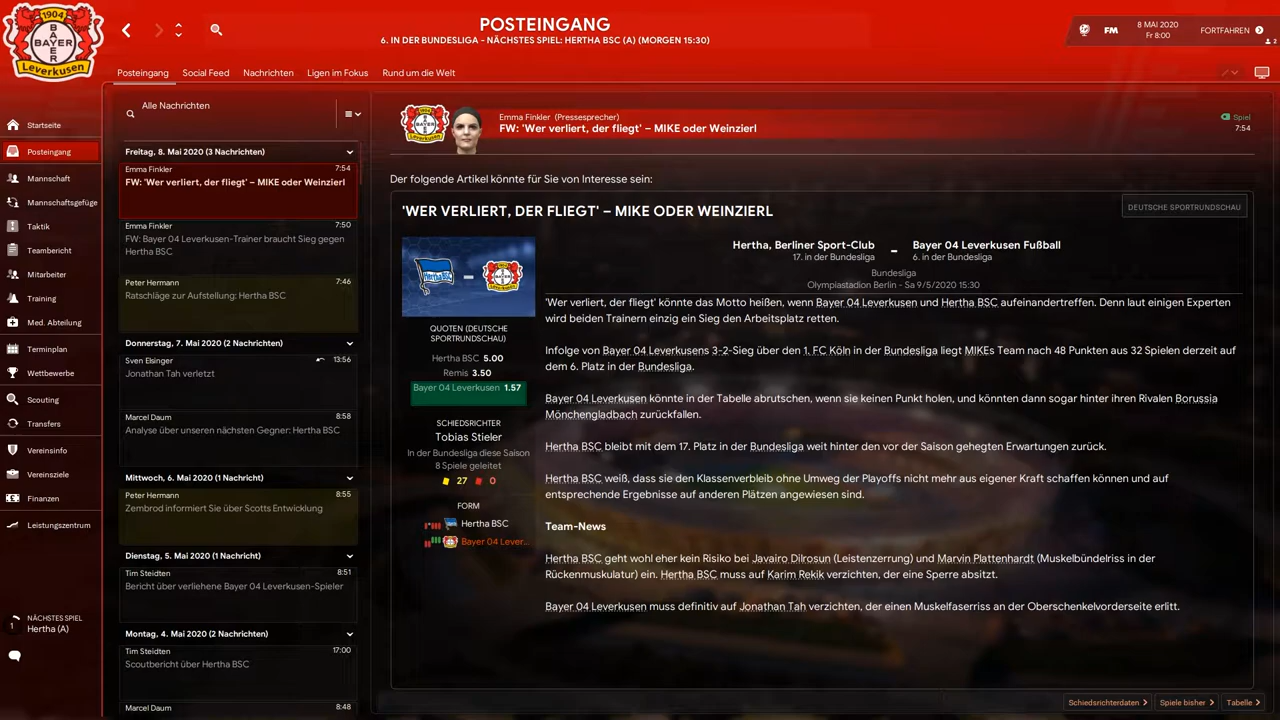 POSTEINGANG
6. IN DER BUNDESLIGA - NÄCHSTES SPIEL: HERTHA BSC (A) (MORGEN 15:30)
FM
8 MAI 2020
Fr 8:00
FORTFAHREN
2
1904
BAYER
BAYER
Leverkusen
Posteingang
Social Feed
Nachrichten
Ligen im Fokus
Rund um die Welt
Startseite
Posteingang
Mannschaft
Mannschaftsgefüge
Taktik
Teambericht
Mitarbeiter
Training
Med. Abteilung
Terminplan
Wettbewerbe
Scouting
Transfers
Vereinsinfo
Vereinsziele
Finanzen
Leistungszentrum
1
NÄCHSTES SPIEL
Hertha (A)
Alle Nachrichten
Freitag, 8. Mai 2020 (3 Nachrichten)
Emma Finkler 7:54
FW: 'Wer verliert, der fliegt' – MIKE oder Weinzierl
Emma Finkler 7:50
FW: Bayer 04 Leverkusen-Trainer braucht Sieg gegen
Hertha BSC
Peter Hermann 7:46
Ratschläge zur Aufstellung: Hertha BSC
Donnerstag, 7. Mai 2020 (2 Nachrichten)
Sven Elsinger 13:56
Jonathan Tah verletzt
Marcel Daum 8:58
Analyse über unseren nächsten Gegner: Hertha BSC
Mittwoch, 6. Mai 2020 (1 Nachricht)
Peter Hermann 8:55
Zembrod informiert Sie über Scotts Entwicklung
Dienstag, 5. Mai 2020 (1 Nachricht)
Tim Steidten 8:51
Bericht über verliehene Bayer 04 Leverkusen-Spieler
Montag, 4. Mai 2020 (2 Nachrichten)
Tim Steidten 17:00
Scoutbericht über Hertha BSC
Marcel Daum 8:48
Emma Finkler (Pressesprecher)
FW: 'Wer verliert, der fliegt' – MIKE oder Weinzierl
Spiel
7:54
Der folgende Artikel könnte für Sie von Interesse sein:
'WER VERLIERT, DER FLIEGT' – MIKE ODER WEINZIERL
DEUTSCHE SPORTRUNDSCHAU
QUOTEN (DEUTSCHE
SPORTRUNDSCHAU)
Hertha BSC 5.00
Remis 3.50
Bayer 04 Leverkusen 1.57
SCHIEDSRICHTER
Tobias Stieler
In der Bundesliga diese Saison
8 Spiele geleitet
27 0
FORM
Hertha BSC
Bayer 04 Lever...
Hertha, Berliner Sport-Club – Bayer 04 Leverkusen Fußball
17. in der Bundesliga 6. in der Bundesliga
Bundesliga
Olympiastadion Berlin - Sa 9/5/2020 15:30
'Wer verliert, der fliegt' könnte das Motto heißen, wenn Bayer 04 Leverkusen und Hertha BSC aufeinandertreffen. Denn laut einigen Experten
wird beiden Trainern einzig ein Sieg den Arbeitsplatz retten.
Infolge von Bayer 04 Leverkusens 3-2-Sieg über den 1. FC Köln in der Bundesliga liegt MIKEs Team nach 48 Punkten aus 32 Spielen derzeit auf
dem 6. Platz in der Bundesliga.
Bayer 04 Leverkusen könnte in der Tabelle abrutschen, wenn sie keinen Punkt holen, und könnten dann sogar hinter ihren Rivalen Borussia
Mönchengladbach zurückfallen.
Hertha BSC bleibt mit dem 17. Platz in der Bundesliga weit hinter den vor der Saison gehegten Erwartungen zurück.
Hertha BSC weiß, dass sie den Klassenverbleib ohne Umweg der Playoffs nicht mehr aus eigener Kraft schaffen können und auf
entsprechende Ergebnisse auf anderen Plätzen angewiesen sind.
Team-News
Hertha BSC geht wohl eher kein Risiko bei Javairo Dilrosun (Leistenzerrung) und Marvin Plattenhardt (Muskelbündelriss in der
Rückenmuskulatur) ein. Hertha BSC muss auf Karim Rekik verzichten, der eine Sperre absitzt.
Bayer 04 Leverkusen muss definitiv auf Jonathan Tah verzichten, der einen Muskelfaserriss an der Oberschenkelvorderseite erlitt.
Schiedsrichterdaten
Spiele bisher
Tabelle